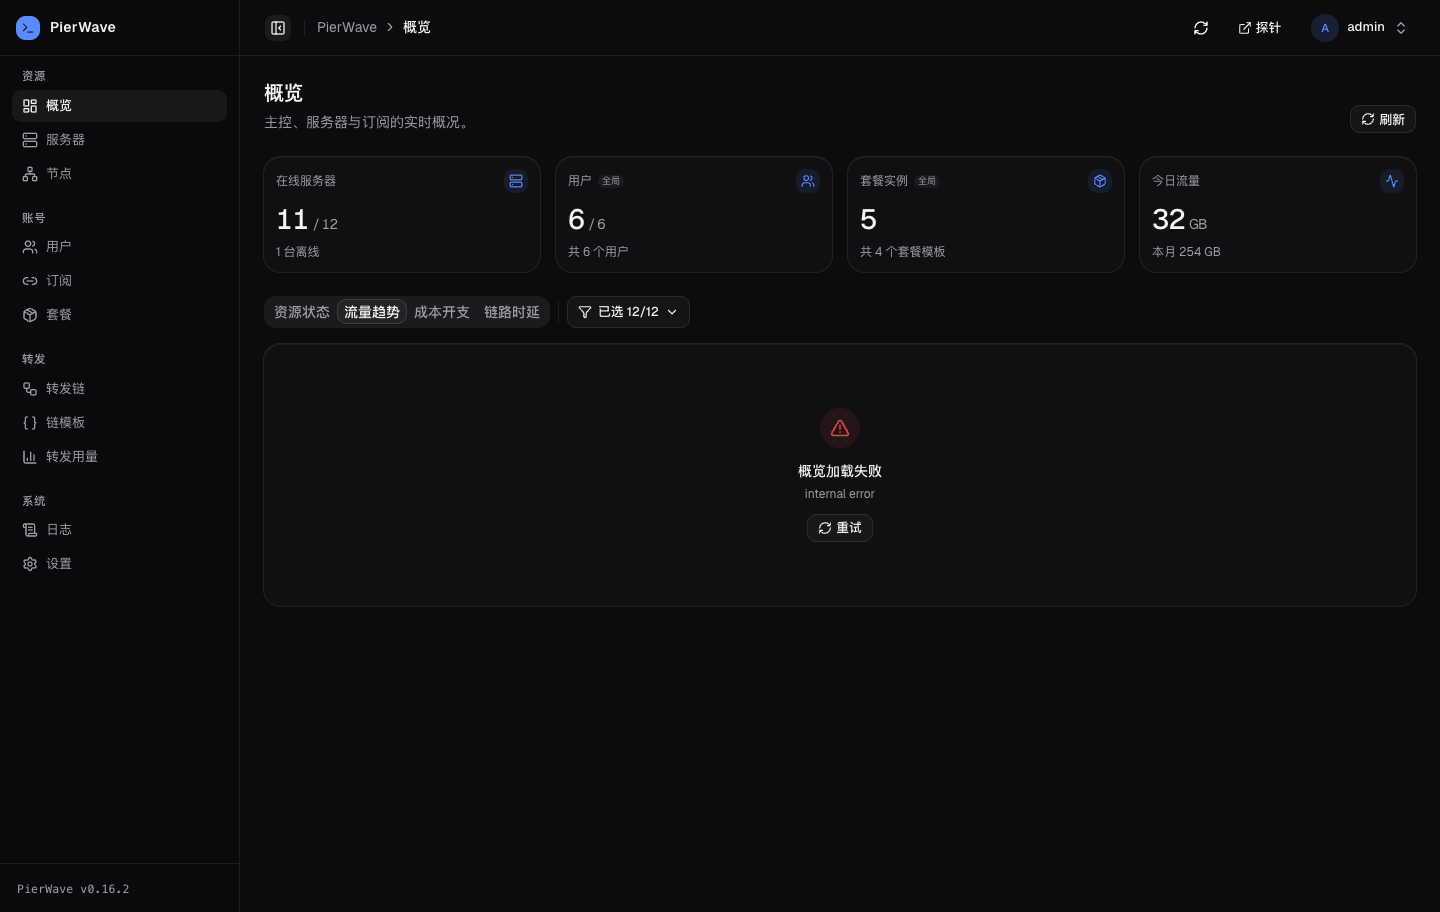 PierWave
PierWave > 概览
探针
A admin
资源
概览
服务器
节点
账号
用户
订阅
套餐
转发
转发链
链模板
转发用量
系统
日志
设置
PierWave v0.16.2
概览
主控、服务器与订阅的实时概况。
刷新
在线服务器
11 / 12
1 台离线
用户 全局
6 / 6
共 6 个用户
套餐实例 全局
5
共 4 个套餐模板
今日流量
32 GB
本月 254 GB
资源状态 流量趋势 成本开支 链路时延 已选 12/12
概览加载失败
internal error
重试